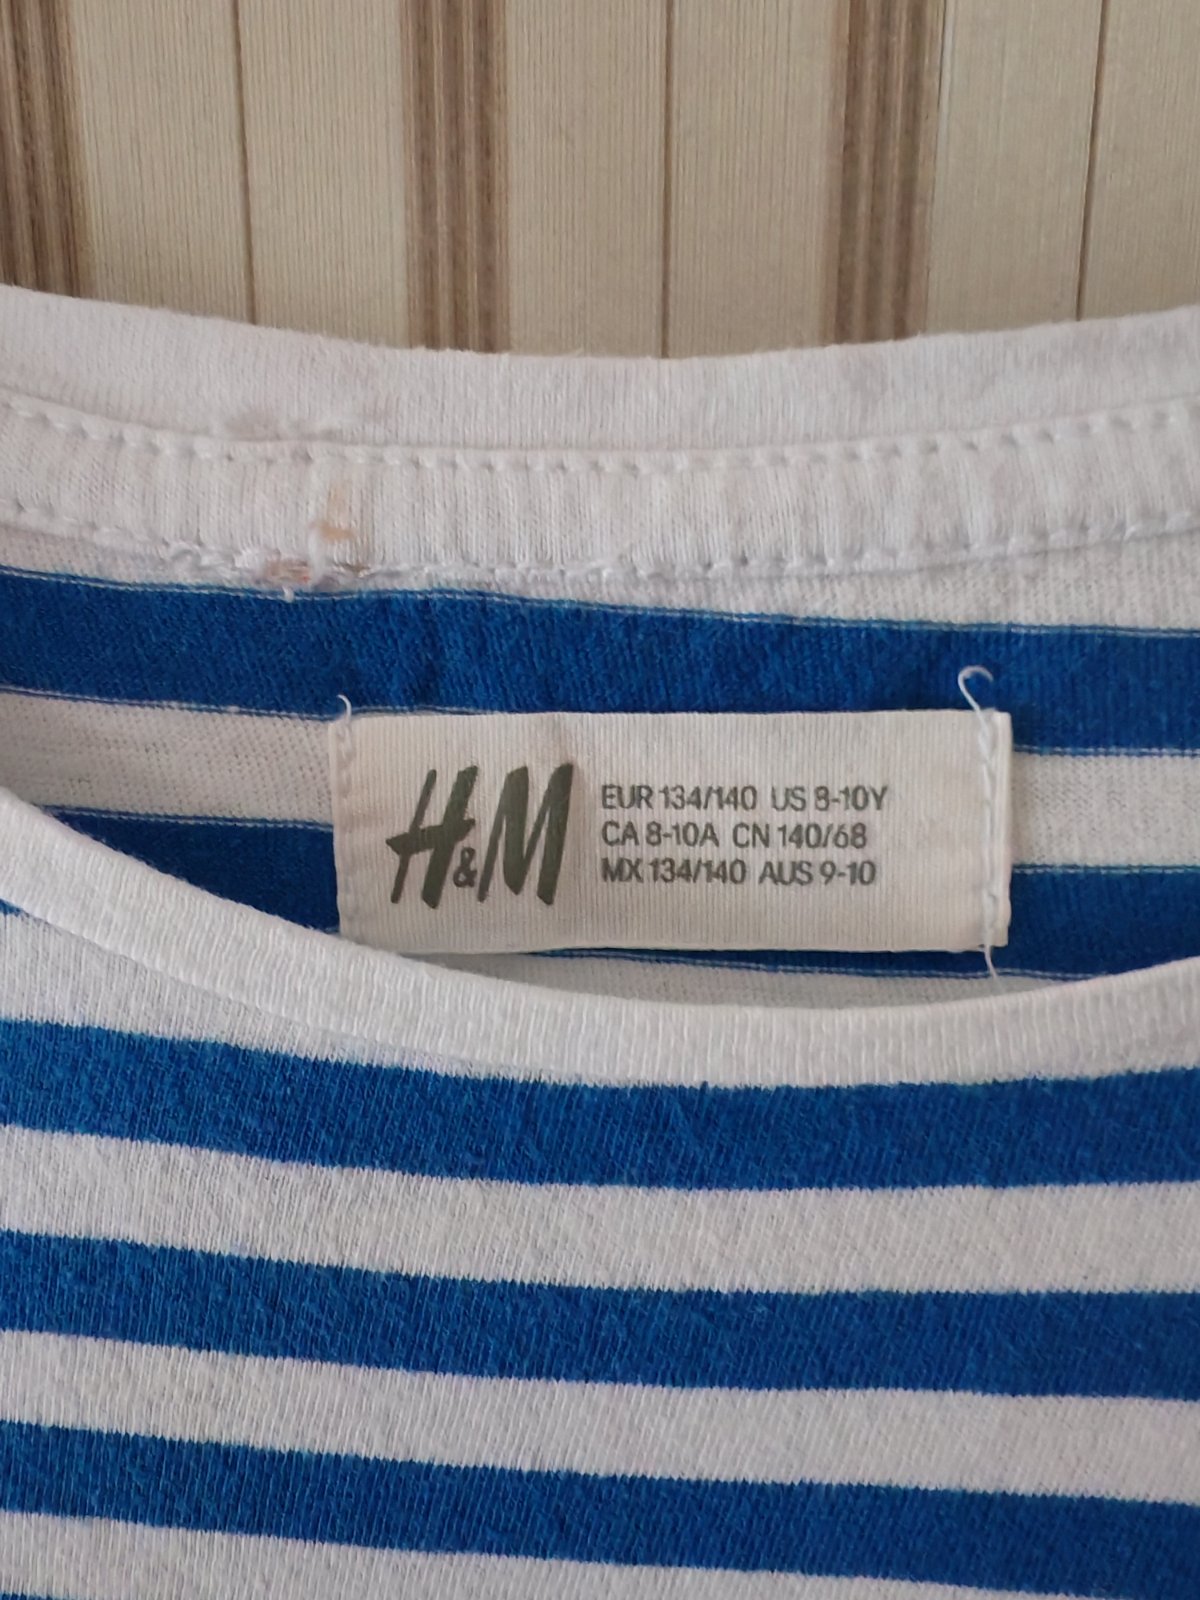 H&M
EUR 134/140 US 8-10Y
CA 8-10A CN 140/68
MX 134/140 AUS 9-10